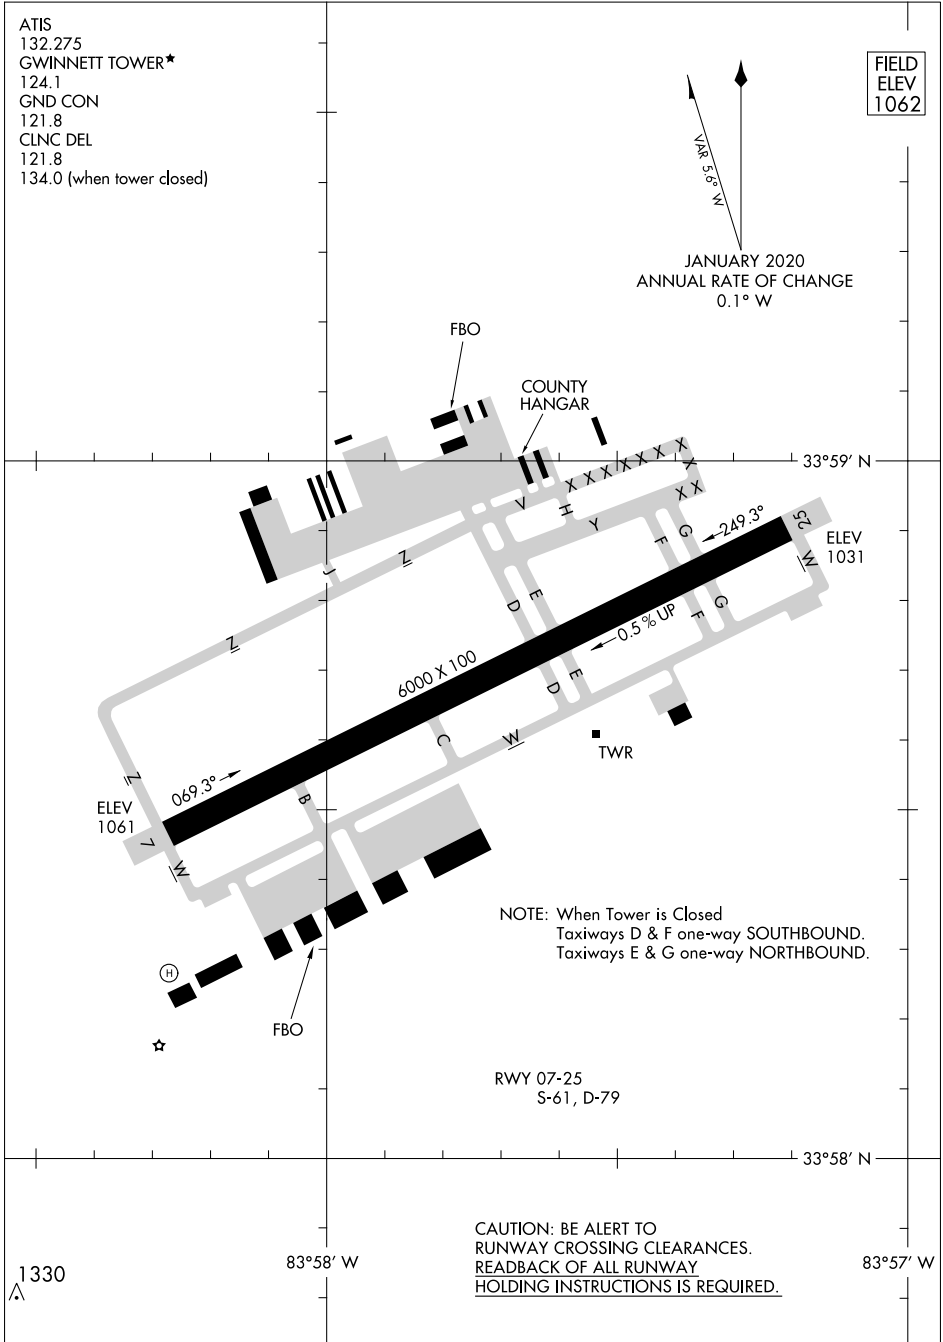 ATIS
132.275
GWINNETT TOWER★
124.1
GND CON
121.8
CLNC DEL
121.8
134.0 (when tower closed)
FIELD
ELEV
1062
VAR 5.6° W
JANUARY 2020
ANNUAL RATE OF CHANGE
0.1° W
FBO
COUNTY
HANGAR
X X X X X X X
X
X X
33°59' N
V
H
Y
F
G
249.3°
25
ELEV
1031
W
J
Z
Z
D
E
G
F
0.5% UP
6000 X 100
E
D
C
W
TWR
Z
069.3°
B
ELEV
1061
7
W
NOTE: When Tower is Closed
Taxiways D & F one-way SOUTHBOUND.
Taxiways E & G one-way NORTHBOUND.
H
FBO
RWY 07-25
S-61, D-79
33°58' N
CAUTION: BE ALERT TO
RUNWAY CROSSING CLEARANCES.
READBACK OF ALL RUNWAY
HOLDING INSTRUCTIONS IS REQUIRED.
83°58' W
83°57' W
1330